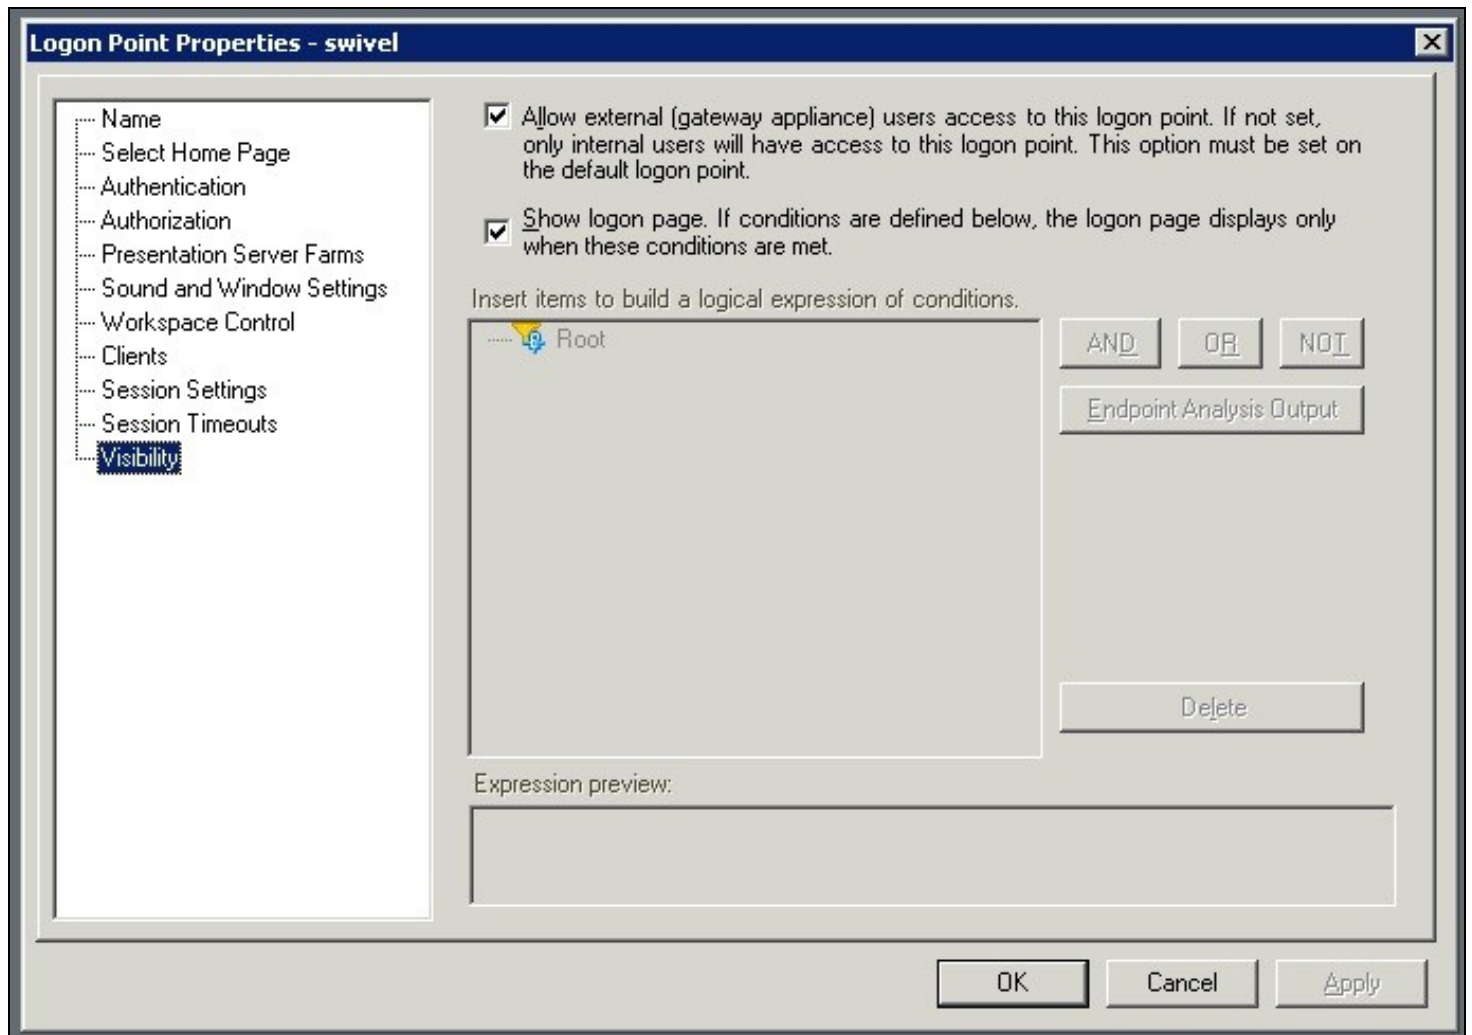 Logon Point Properties - swivel
Name
Select Home Page
Authentication
Authorization
Presentation Server Farms
Sound and Window Settings
Workspace Control
Clients
Session Settings
Session Timeouts
Visibility
Allow external (gateway appliance) users access to this logon point. If not set,
only internal users will have access to this logon point. This option must be set on
the default logon point.
Show logon page. If conditions are defined below, the logon page displays only
when these conditions are met.
Insert items to build a logical expression of conditions.
Root
AND
OR
NOT
Endpoint Analysis Output
Delete
Expression preview:
OK
Cancel
Apply